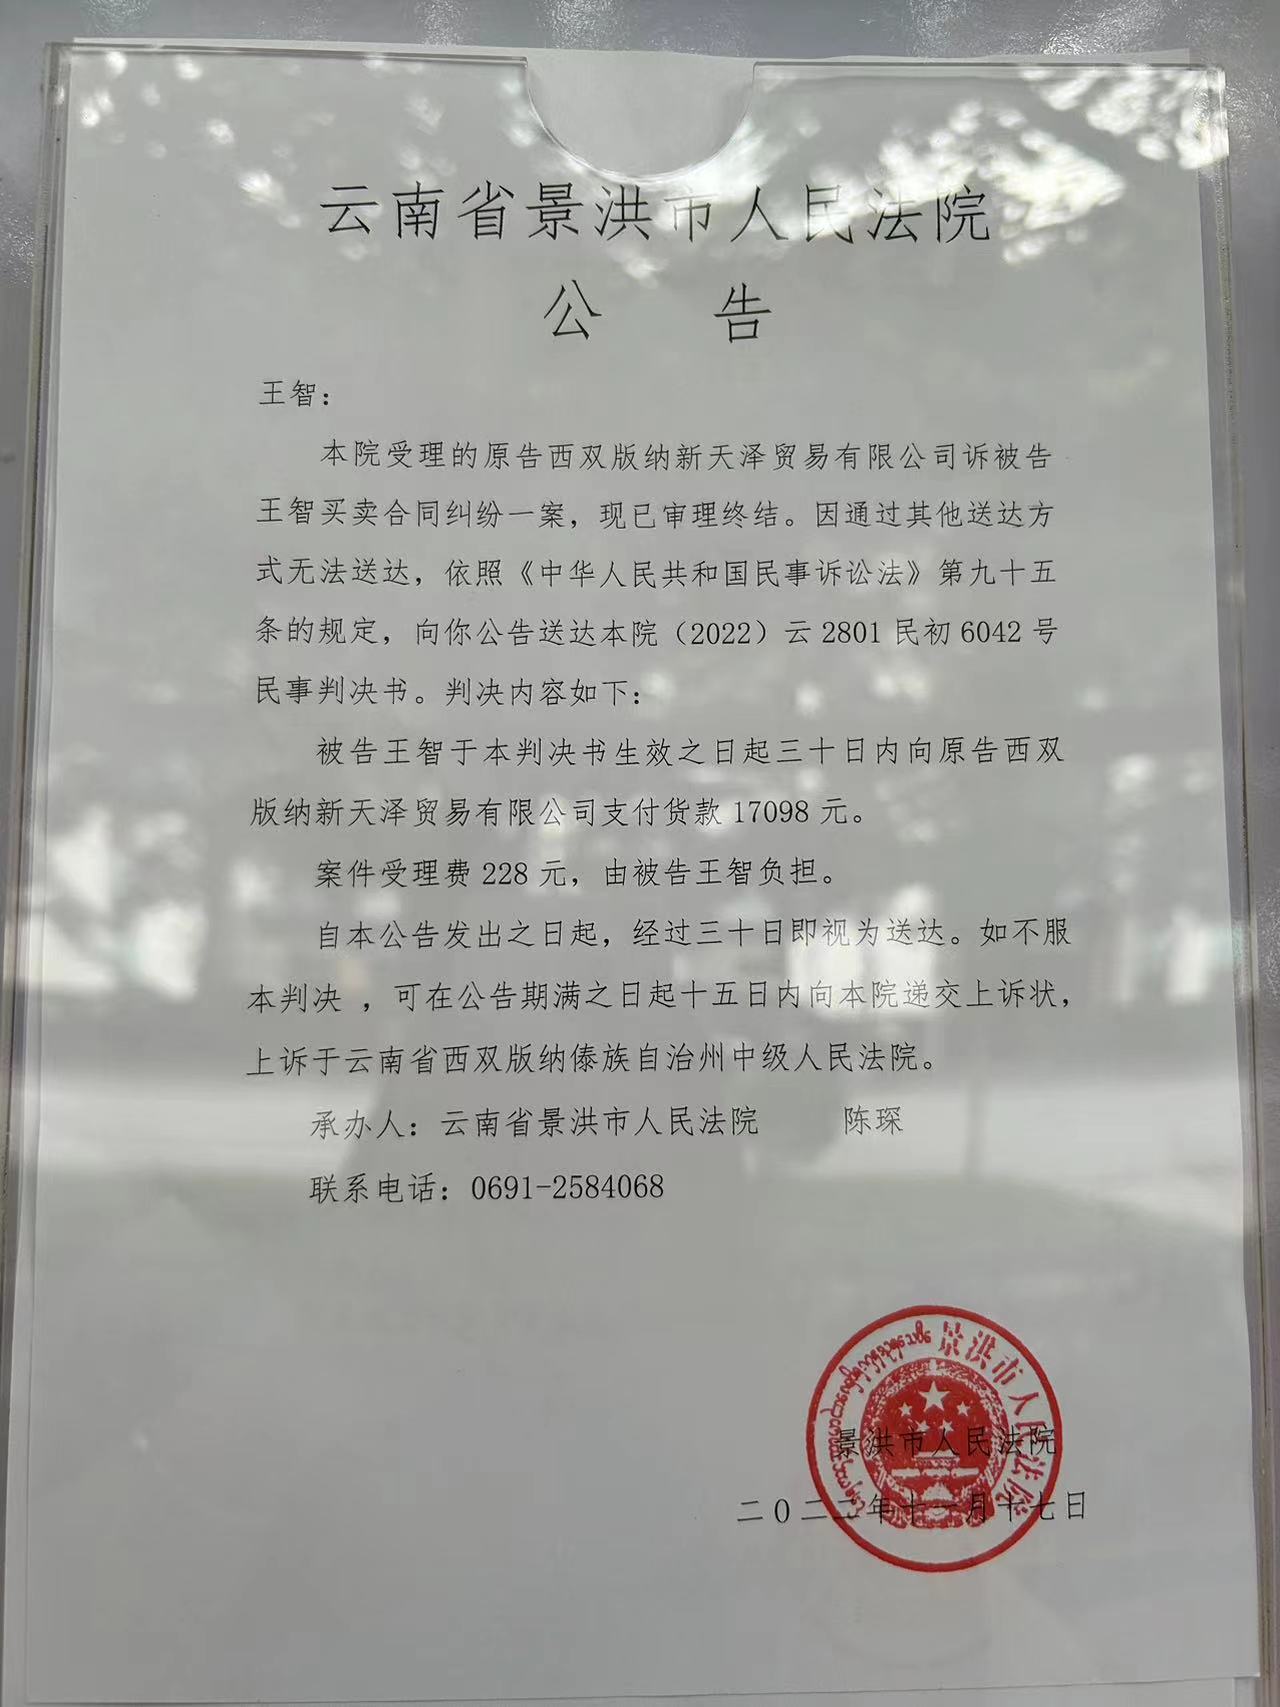 云南省景洪市人民法院
公 告
王智：
本院受理的原告西双版纳新天泽贸易有限公司诉被告
王智买卖合同纠纷一案，现已审理终结。因通过其他送达方
式无法送达，依照《中华人民共和国民事诉讼法》第九十五
条的规定，向你公告送达本院（2022）云2801民初6042号
民事判决书。判决内容如下：
被告王智于本判决书生效之日起三十日内向原告西双
版纳新天泽贸易有限公司支付货款17098元。
案件受理费228元，由被告王智负担。
自本公告发出之日起，经过三十日即视为送达。如不服
本判决 ，可在公告期满之日起十五日内向本院递交上诉状，
上诉于云南省西双版纳傣族自治州中级人民法院。
承办人：云南省景洪市人民法院 陈琛
联系电话：0691-2584068
景洪市人民法院
景洪市人民法院
二〇二二年十一月十七日